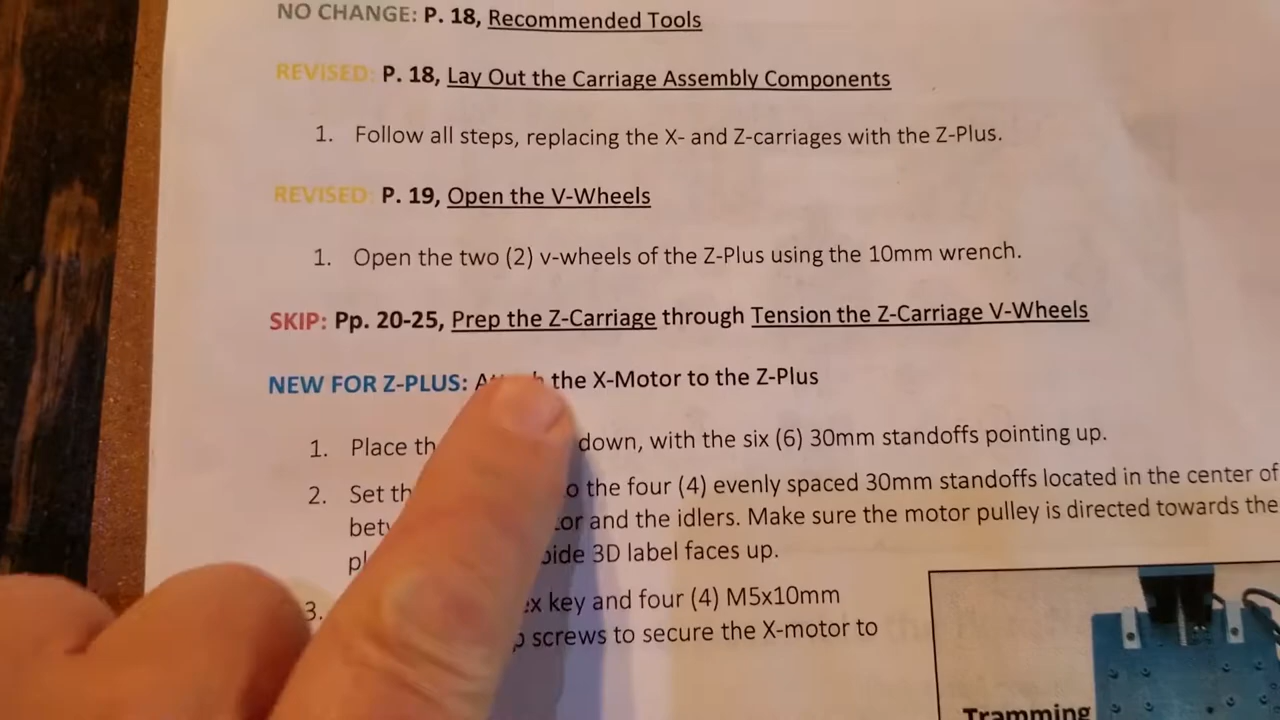 NO CHANGE: P. 18, Recommended Tools
REVISED: P. 18, Lay Out the Carriage Assembly Components
1. Follow all steps, replacing the X- and Z-carriages with the Z-Plus.
REVISED: P. 19, Open the V-Wheels
1. Open the two (2) v-wheels of the Z-Plus using the 10mm wrench.
SKIP: Pp. 20-25, Prep the Z-Carriage through Tension the Z-Carriage V-Wheels
NEW FOR Z-PLUS: the X-Motor to the Z-Plus
1. Place down, with the six (6) 30mm standoffs pointing up.
2. Set the four (4) evenly spaced 30mm standoffs located in the center of
and the idlers. Make sure the motor pulley is directed towards the
3D label faces up.
3. key and four (4) M5x10mm
screws to secure the X-motor to
Tramming